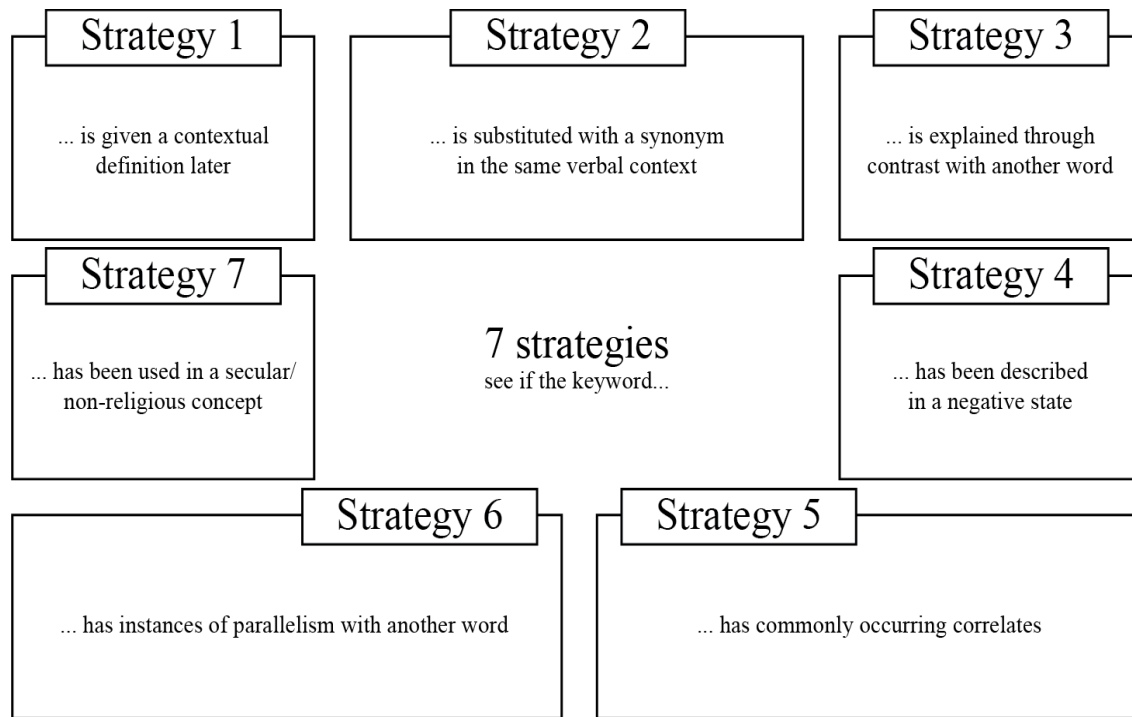 Strategy 1
... is given a contextual
definition later
Strategy 2
... is substituted with a synonym
in the same verbal context
Strategy 3
... is explained through
contrast with another word
Strategy 7
... has been used in a secular/
non-religious concept
7 strategies
see if the keyword...
Strategy 4
... has been described
in a negative state
Strategy 6
... has instances of parallelism with another word
Strategy 5
... has commonly occurring correlates